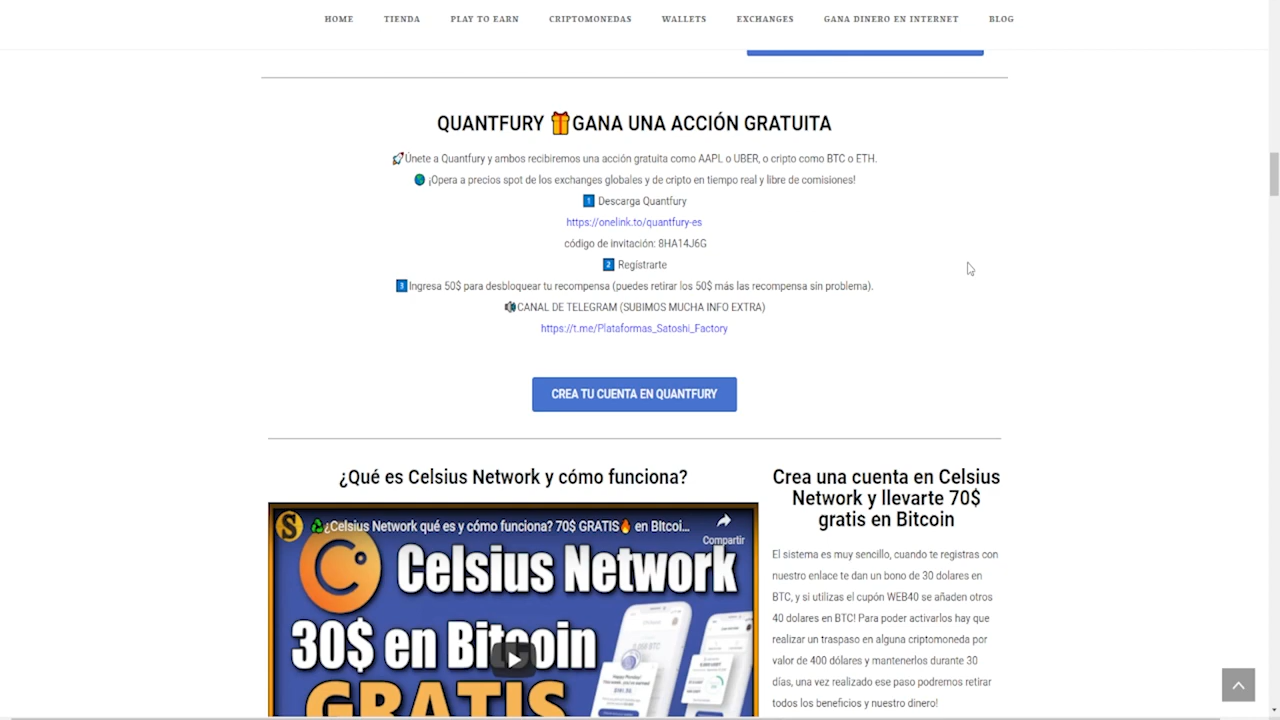 HOME TIENDA PLAY TO EARN CRIPTOMONEDAS WALLETS EXCHANGES GANA DINERO EN INTERNET BLOG
QUANTFURY 🎁GANA UNA ACCIÓN GRATUITA
🚀Únete a Quantfury y ambos recibiremos una acción gratuita como AAPL o UBER, o cripto como BTC o ETH.
🌎 ¡Opera a precios spot de los exchanges globales y de cripto en tiempo real y libre de comisiones!
1️⃣ Descarga Quantfury
https://onelink.to/quantfury-es
código de invitación: 8HA14J6G
2️⃣ Regístrarte
3️⃣Ingresa 50$ para desbloquear tu recompensa (puedes retirar los 50$ más las recompensa sin problema).
📢CANAL DE TELEGRAM (SUBIMOS MUCHA INFO EXTRA)
https://t.me/Plataformas_Satoshi_Factory
CREA TU CUENTA EN QUANTFURY
¿Qué es Celsius Network y cómo funciona?
S ♻¿Celsius Network qué es y cómo funciona? 70$ GRATIS🔥 en BItcoi...
Compartir
Celsius Network
30$ en Bitcoin
GRATIS
Crea una cuenta en Celsius
Network y llevarte 70$
gratis en Bitcoin
El sistema es muy sencillo, cuando te registras con
nuestro enlace te dan un bono de 30 dolares en
BTC, y si utilizas el cupón WEB40 se añaden otros
40 dolares en BTC! Para poder activarlos hay que
realizar un traspaso en alguna criptomoneda por
valor de 400 dólares y mantenerlos durante 30
días, una vez realizado ese paso podremos retirar
todos los beneficios y nuestro dinero!